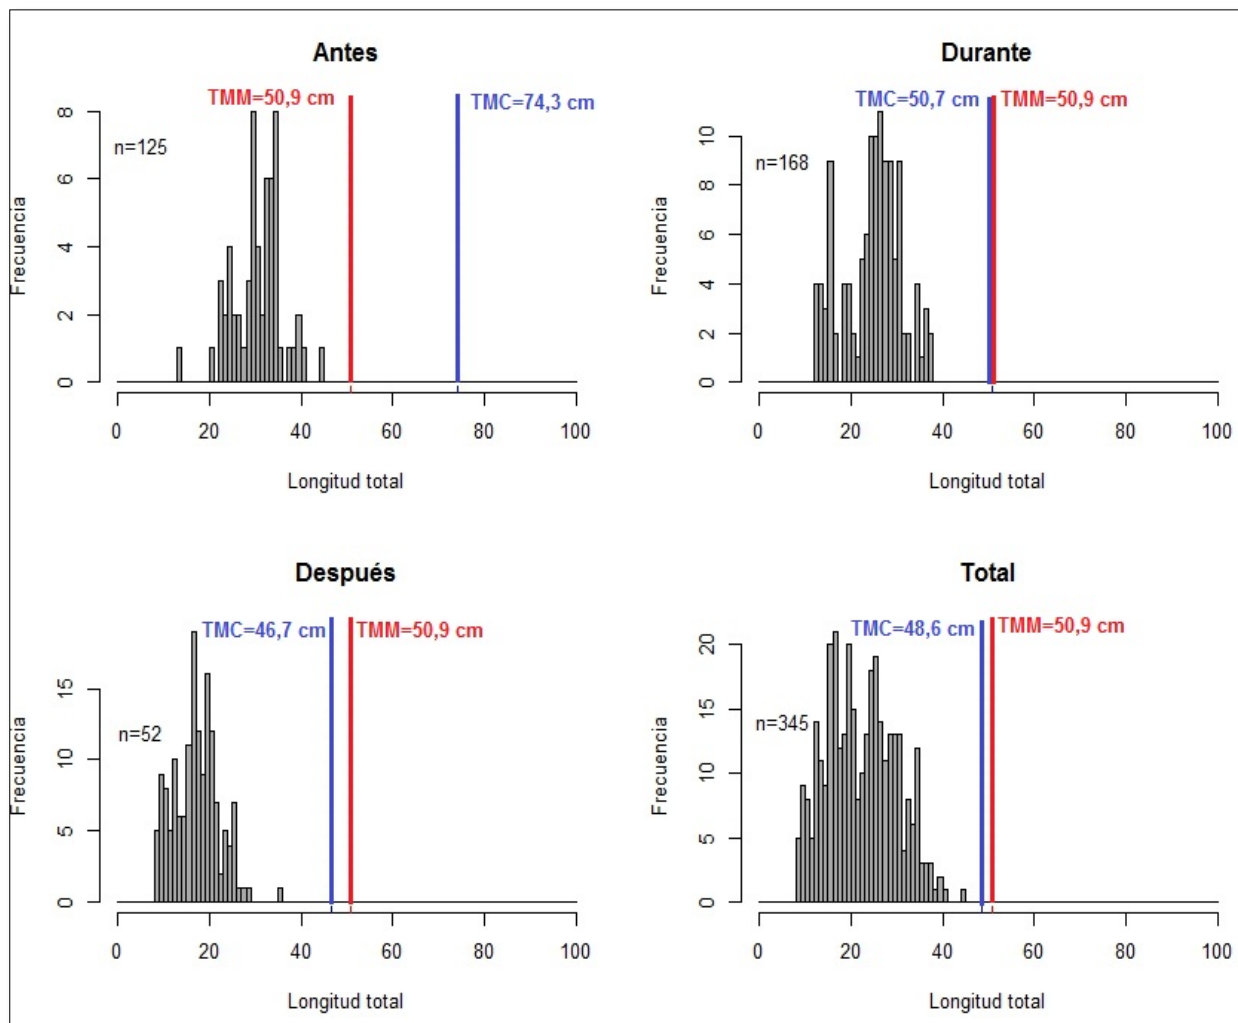 Antes
TMM=50,9 cm
TMC=74,3 cm
n=125
Frecuencia
0 2 4 6 8
0 20 40 60 80 100
Longitud total
Durante
TMC=50,7 cm
TMM=50,9 cm
n=168
Frecuencia
0 2 4 6 8 10
0 20 40 60 80 100
Longitud total
Después
TMC=46,7 cm
TMM=50,9 cm
n=52
Frecuencia
0 5 10 15
0 20 40 60 80 100
Longitud total
Total
TMC=48,6 cm
TMM=50,9 cm
n=345
Frecuencia
0 5 10 15 20
0 20 40 60 80 100
Longitud total